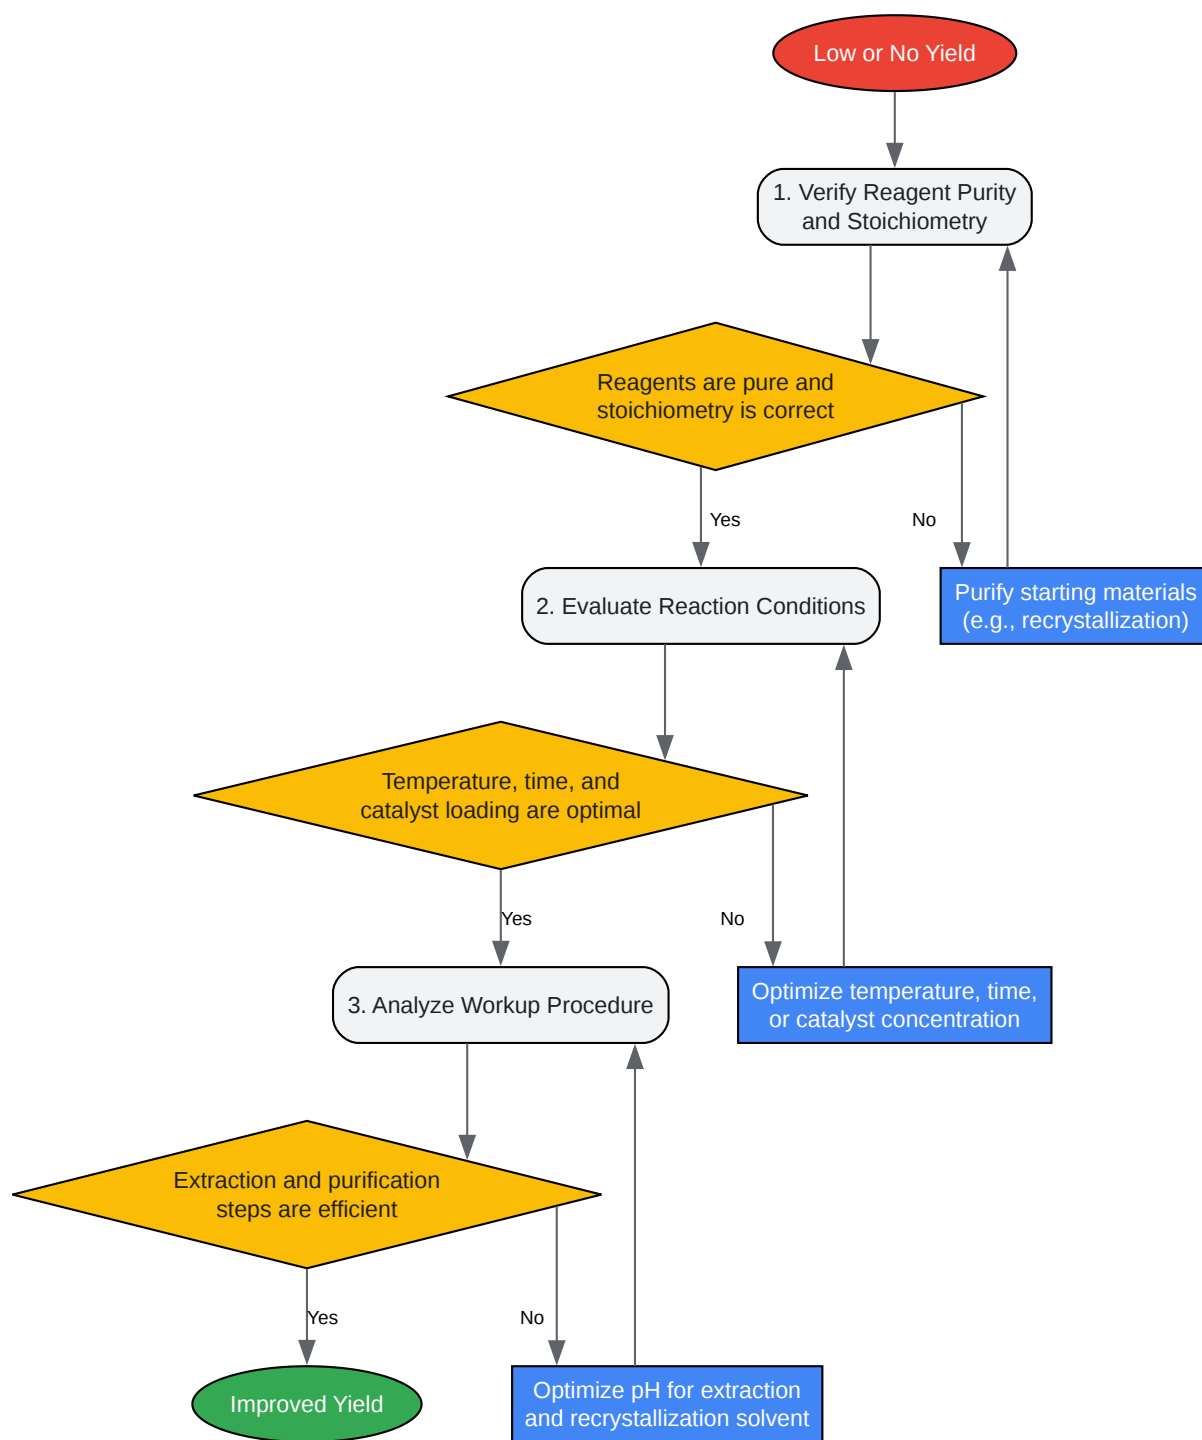 Low or No Yield
1. Verify Reagent Purity
and Stoichiometry
Reagents are pure and
stoichiometry is correct
Yes
No
2. Evaluate Reaction Conditions
Purify starting materials
(e.g., recrystallization)
Temperature, time, and
catalyst loading are optimal
Yes
No
3. Analyze Workup Procedure
Optimize temperature, time,
or catalyst concentration
Extraction and purification
steps are efficient
Yes
No
Improved Yield
Optimize pH for extraction
and recrystallization solvent